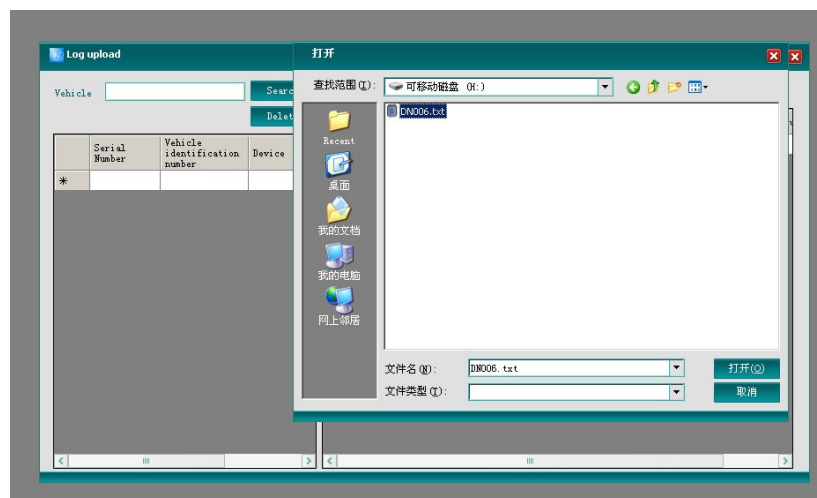 Log upload
打开
Vehicle
Searc
Delet
Serial
Number
Vehicle
identification
number
Device
*
查找范围(I):
可移动磁盘 (H:)
DN006.txt
Recent
桌面
我的文档
我的电脑
网上邻居
文件名(N):
DN006.txt
打开(O)
文件类型(T):
取消